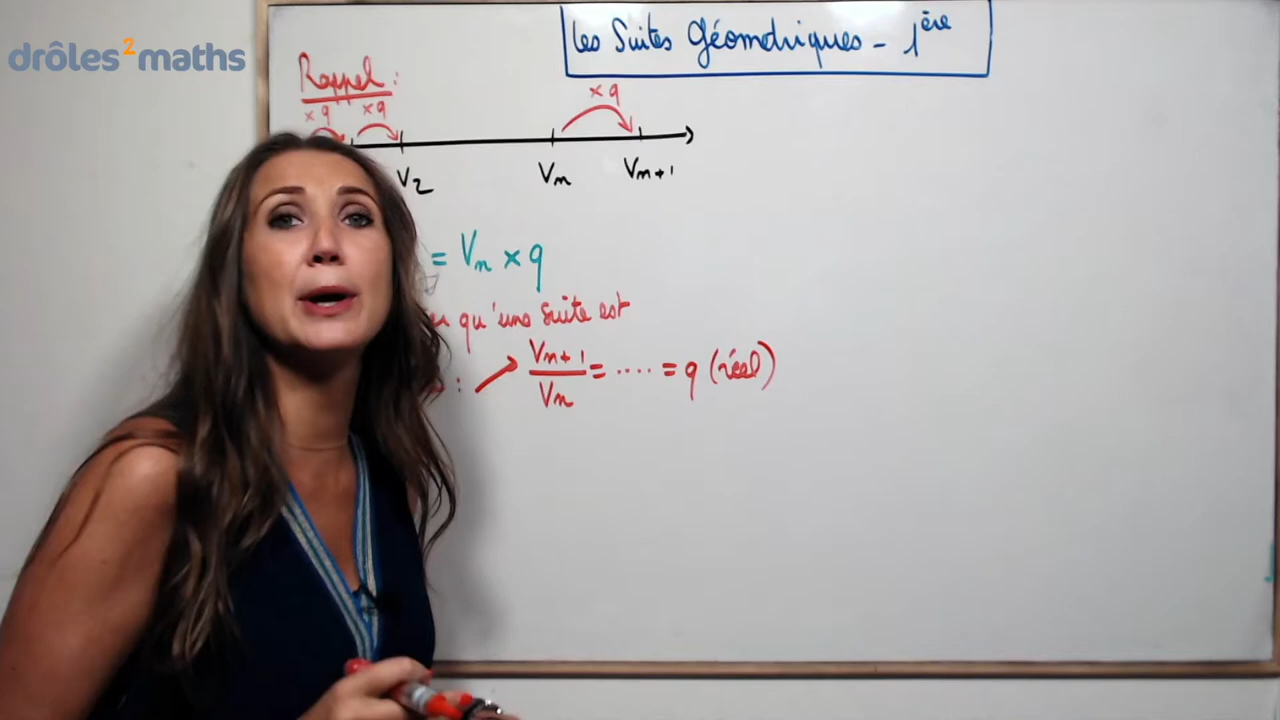 drôles2maths
Les Suites Géométriques - 1ère
Rappel :
×q ×q ×q
V2 Vn Vn+1
= Vn × q
qu'une suite est
: Vn+1/Vn = .... = q (réel)